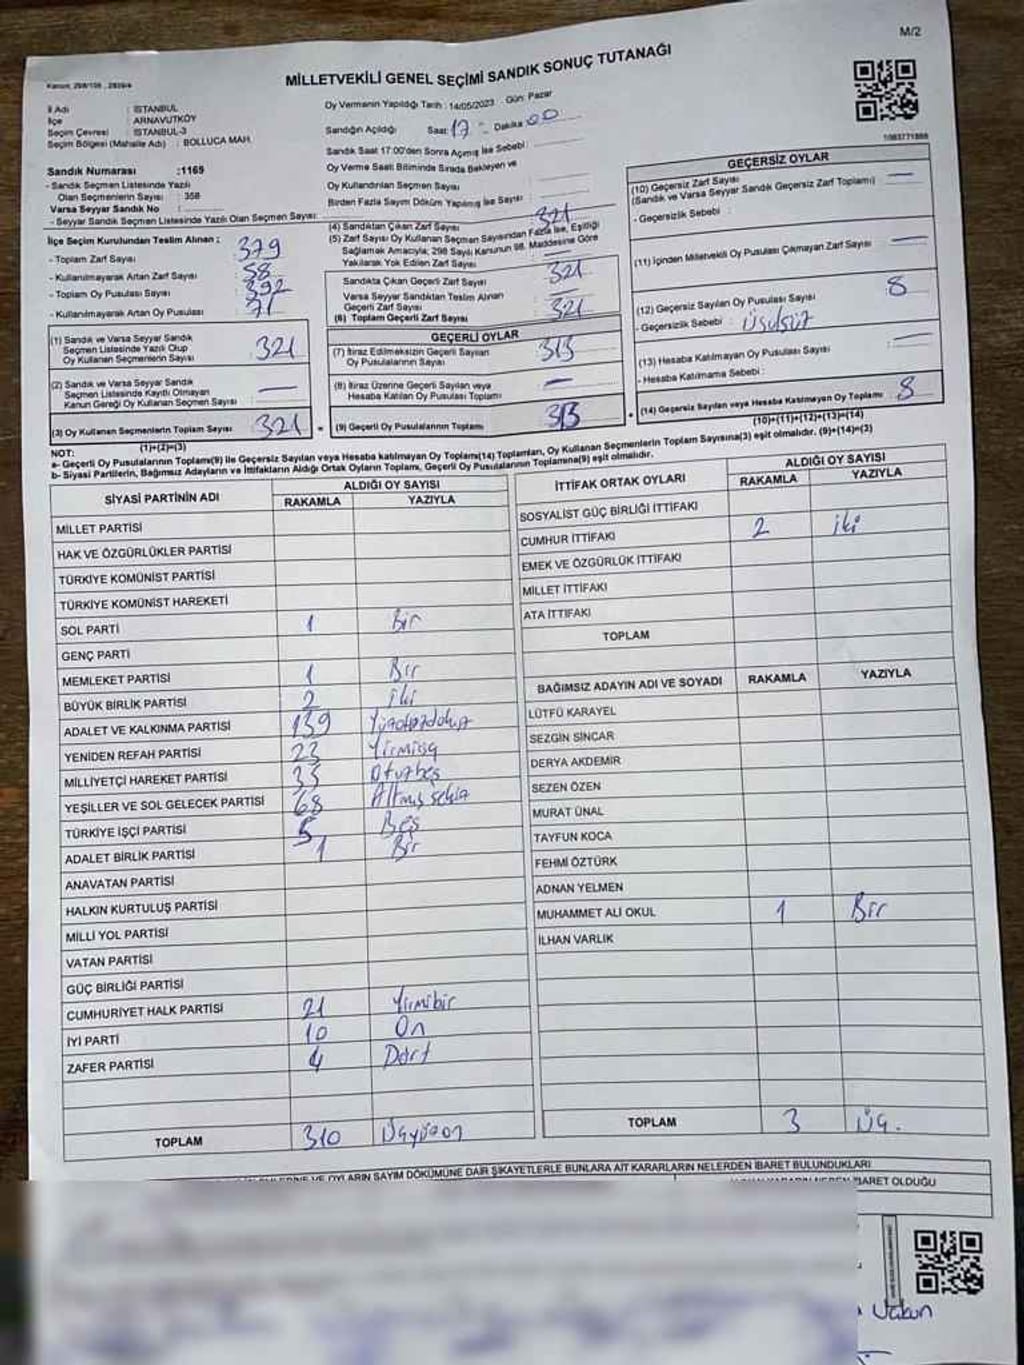 M/2
MİLLETVEKİLİ GENEL SEÇİMİ SANDIK SONUÇ TUTANAĞI
İl Adı : İSTANBUL
İlçe : ARNAVUTKÖY
Seçim Çevresi : İSTANBUL-3
Seçim Bölgesi (Mahalle Adı) : BOLLUCA MAH.
Sandık Numarası :1169
- Sandık Seçmen Listesinde Yazılı
Olan Seçmenlerin Sayısı : 358
Varsa Seyyar Sandık No :
- Seyyar Sandık Seçmen Listesinde Yazılı Olan Seçmen Sayısı:
Oy Vermenin Yapıldığı Tarih : 14/05/2023 Gün: Pazar
Sandığın Açıldığı Saat: 17 Dakika 00
Sandık Saat 17:00'den Sonra Açmış İse Sebebi :
Oy Verme Saati Bitiminde Sırada Bekleyen ve
Oy Kullandırılan Seçmen Sayısı :
Birden Fazla Sayım Döküm Yapılmış İse Sayısı :
İlçe Seçim Kurulundan Teslim Alınan :
- Toplam Zarf Sayısı : 379
- Kullanılmayarak Artan Zarf Sayısı : 58
- Toplam Oy Pusulası Sayısı : 392
- Kullanılmayarak Artan Oy Pusulası : 71
(1) Sandık ve Varsa Seyyar Sandık
Seçmen Listesinde Yazılı Olup
Oy Kullanan Seçmenlerin Sayısı : 321
(2) Sandık ve Varsa Seyyar Sandık
Seçmen Listesinde Kayıtlı Olmayan
Kanun Gereği Oy Kullanan Seçmen Sayısı : —
(3) Oy Kullanan Seçmenlerin Toplam Sayısı : 321
(1)+(2)=(3)
(4) Sandıktan Çıkan Zarf Sayısı : 321
(5) Zarf Sayısı Oy Kullanan Seçmen Sayısından Fazla İse, Eşitliği
Sağlamak Amacıyla; 298 Sayılı Kanunun 98. Maddesine Göre
Yakılarak Yok Edilen Zarf Sayısı :
Sandıkta Çıkan Geçerli Zarf Sayısı : 321
Varsa Seyyar Sandıktan Teslim Alınan
Geçerli Zarf Sayısı :
(6) Toplam Geçerli Zarf Sayısı : 321
GEÇERLİ OYLAR
(7) İtiraz Edilmeksizin Geçerli Sayılan
Oy Pusulalarının Sayısı : 313
(8) İtiraz Üzerine Geçerli Sayılan veya
Hesaba Katılan Oy Pusulası Toplamı : —
(9) Geçerli Oy Pusulalarının Toplamı : 313
GEÇERSİZ OYLAR
(10) Geçersiz Zarf Sayısı
(Sandık ve Varsa Seyyar Sandık Geçersiz Zarf Toplamı) : —
- Geçersizlik Sebebi :
(11) İçinden Milletvekili Oy Pusulası Çıkmayan Zarf Sayısı : —
(12) Geçersiz Sayılan Oy Pusulası Sayısı : 8
- Geçersizlik Sebebi :
(13) Hesaba Katılmayan Oy Pusulası Sayısı : —
- Hesaba Katılmama Sebebi :
(14) Geçersiz Sayılan veya Hesaba Katılmayan Oy Toplamı : 8
(10)+(11)+(12)+(13)=(14)
NOT:
a- Geçerli Oy Pusulalarının Toplamı(9) ile Geçersiz Sayılan veya Hesaba katılmayan Oy Toplamı(14) Toplamları, Oy Kullanan Seçmenlerin Toplam Sayısına(3) eşit olmalıdır. (9)+(14)=(3)
b- Siyasi Partilerin, Bağımsız Adayların ve İttifakların Aldığı Ortak Oyların Toplamı, Geçerli Oy Pusulalarının Toplamına(9) eşit olmalıdır.
SİYASİ PARTİNİN ADI ALDIĞI OY SAYISI
RAKAMLA YAZIYLA
MİLLET PARTİSİ
HAK VE ÖZGÜRLÜKLER PARTİSİ
TÜRKİYE KOMÜNİST PARTİSİ
TÜRKİYE KOMÜNİST HAREKETİ
SOL PARTİ 1 Bir
GENÇ PARTİ
MEMLEKET PARTİSİ 1 Bir
BÜYÜK BİRLİK PARTİSİ 2 iki
ADALET VE KALKINMA PARTİSİ 139 Yüzotuzdokuz
YENİDEN REFAH PARTİSİ 23 Yirmiüç
MİLLİYETÇİ HAREKET PARTİSİ 35 Otuzbeş
YEŞİLLER VE SOL GELECEK PARTİSİ 68 Altmış sekiz
TÜRKİYE İŞÇİ PARTİSİ 5 Beş
ADALET BİRLİK PARTİSİ 1 Bir
ANAVATAN PARTİSİ
HALKIN KURTULUŞ PARTİSİ
MİLLİ YOL PARTİSİ
VATAN PARTİSİ
GÜÇ BİRLİĞİ PARTİSİ
CUMHURİYET HALK PARTİSİ 21 Yirmibir
İYİ PARTİ 10 On
ZAFER PARTİSİ 4 Dört
TOPLAM 310 Üçyüzon
İTTİFAK ORTAK OYLARI ALDIĞI OY SAYISI
RAKAMLA YAZIYLA
SOSYALİST GÜÇ BİRLİĞİ İTTİFAKI
CUMHUR İTTİFAKI 2 iki
EMEK VE ÖZGÜRLÜK İTTİFAKI
MİLLET İTTİFAKI
ATA İTTİFAKI
TOPLAM
BAĞIMSIZ ADAYIN ADI VE SOYADI RAKAMLA YAZIYLA
LÜTFÜ KARAYEL
SEZGİN SİNCAR
DERYA AKDEMİR
SEZEN ÖZEN
MURAT ÜNAL
TAYFUN KOCA
FEHMİ ÖZTÜRK
ADNAN YELMEN
MUHAMMET ALİ OKUL 1 Bir
İLHAN VARLIK
TOPLAM 3 Üç.
VE OYLARIN SAYIM DÖKÜMÜNE DAİR ŞİKAYETLERLE BUNLARA AİT KARARLARIN NELERDEN İBARET BULUNDUKLARI
İBARET OLDUĞU